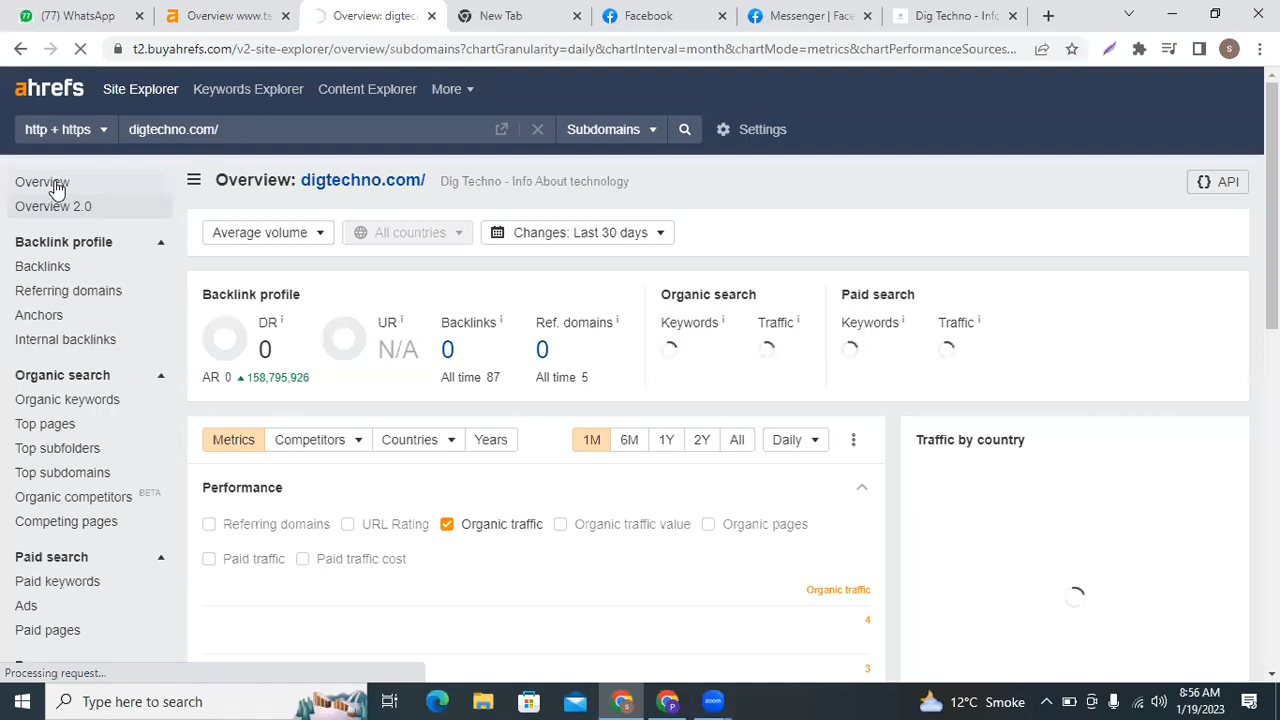 (77) WhatsApp
Overview www.ts
Overview: digtechno
New Tab
Facebook
Messenger | Face
Dig Techno - Info
t2.buyahrefs.com/v2-site-explorer/overview/subdomains?chartGranularity=daily&chartInterval=month&chartMode=metrics&chartPerformanceSources...
s
ahrefs Site Explorer Keywords Explorer Content Explorer More
http + https digtechno.com/ Subdomains Settings
Overview
Overview: digtechno.com/ Dig Techno - Info About technology
{} API
Overview 2.0
Average volume All countries Changes: Last 30 days
Backlink profile
Backlinks
Referring domains
Anchors
Internal backlinks
Organic search
Organic keywords
Top pages
Top subfolders
Top subdomains
Organic competitors BETA
Competing pages
Paid search
Paid keywords
Ads
Paid pages
Backlink profile Organic search Paid search
DR i UR i Backlinks i Ref. domains i Keywords i Traffic i Keywords i Traffic i
0 N/A 0 0
AR 0 158,795,926 All time 87 All time 5
Metrics Competitors Countries Years 1M 6M 1Y 2Y All Daily
Traffic by country
Performance
Referring domains URL Rating Organic traffic Organic traffic value Organic pages
Paid traffic Paid traffic cost
Organic traffic
4
3
Processing request...
Type here to search
zoom
12°C Smoke
8:56 AM
1/19/2023